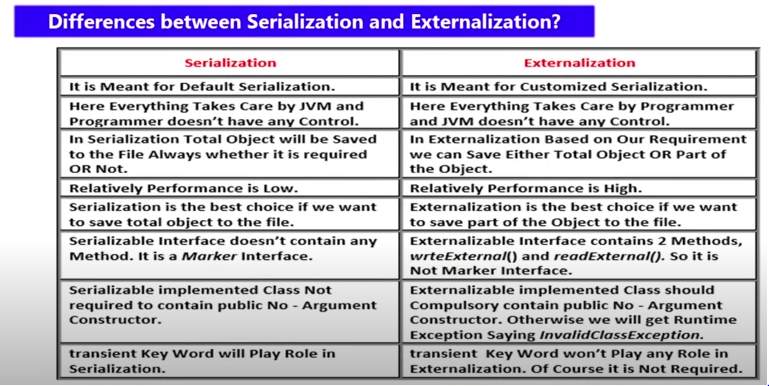 Differences between Serialization and Externalization?
Serialization
Externalization
It is Meant for Default Serialization.
It is Meant for Customized Serialization.
Here Everything Takes Care by JVM and
Programmer doesn't have any Control.
Here Everything Takes Care by Programmer
and JVM doesn't have any Control.
In Serialization Total Object will be Saved
to the File Always whether it is required
OR Not.
In Externalization Based on Our Requirement
we can Save Either Total Object OR Part of
the Object.
Relatively Performance is Low.
Relatively Performance is High.
Serialization is the best choice if we want
to save total object to the file.
Externalization is the best choice if we want
to save part of the Object to the file.
Serializable Interface doesn't contain any
Method. It is a Marker Interface.
Externalizable Interface contains 2 Methods,
wrteExternal() and readExternal(). So it is
Not Marker Interface.
Serializable implemented Class Not
required to contain public No - Argument
Constructor.
Externalizable implemented Class should
Compulsory contain public No - Argument
Constructor. Otherwise we will get Runtime
Exception Saying InvalidClassException.
transient Key Word will Play Role in
Serialization.
transient Key Word won't Play any Role in
Externalization. Of Course it is Not Required.